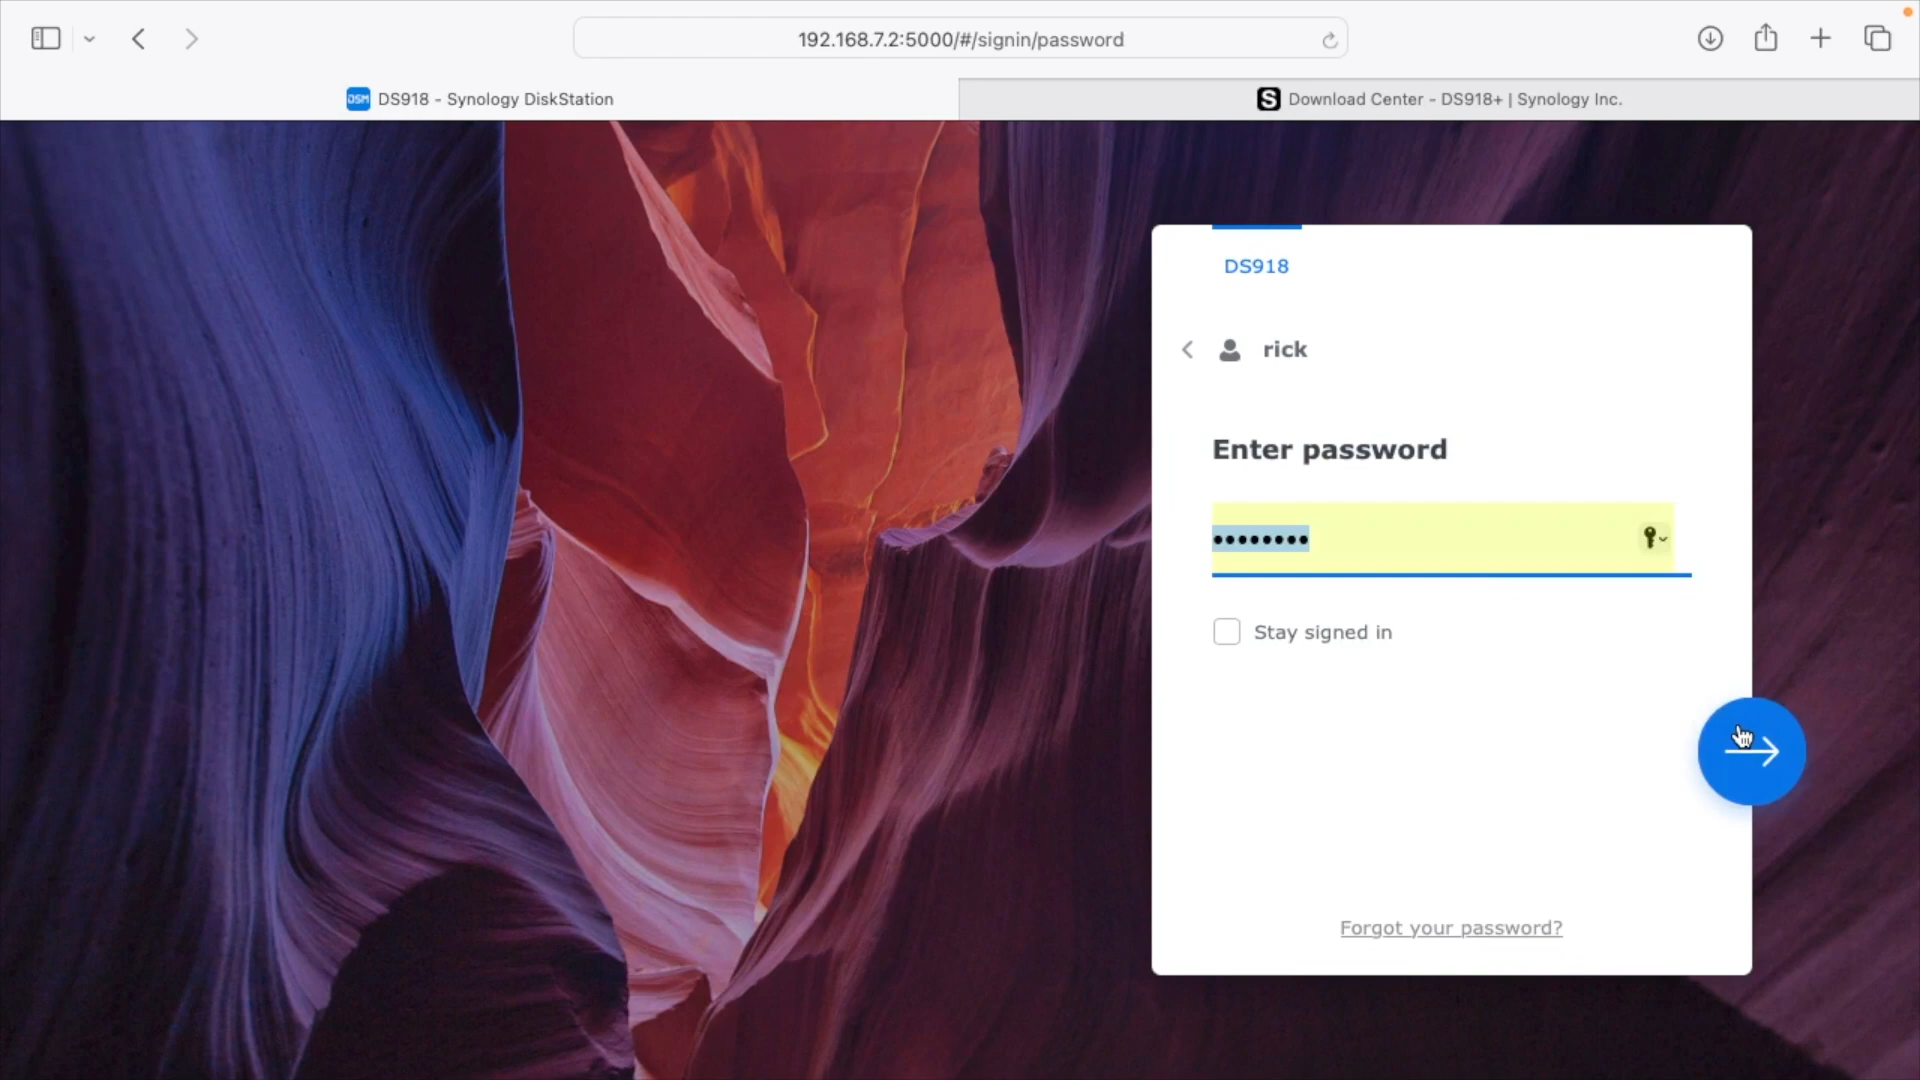 192.168.7.2:5000/#/signin/password
DSM DS918 - Synology DiskStation
S Download Center - DS918+ | Synology Inc.
DS918
rick
Enter password
••••••••
Stay signed in
Forgot your password?